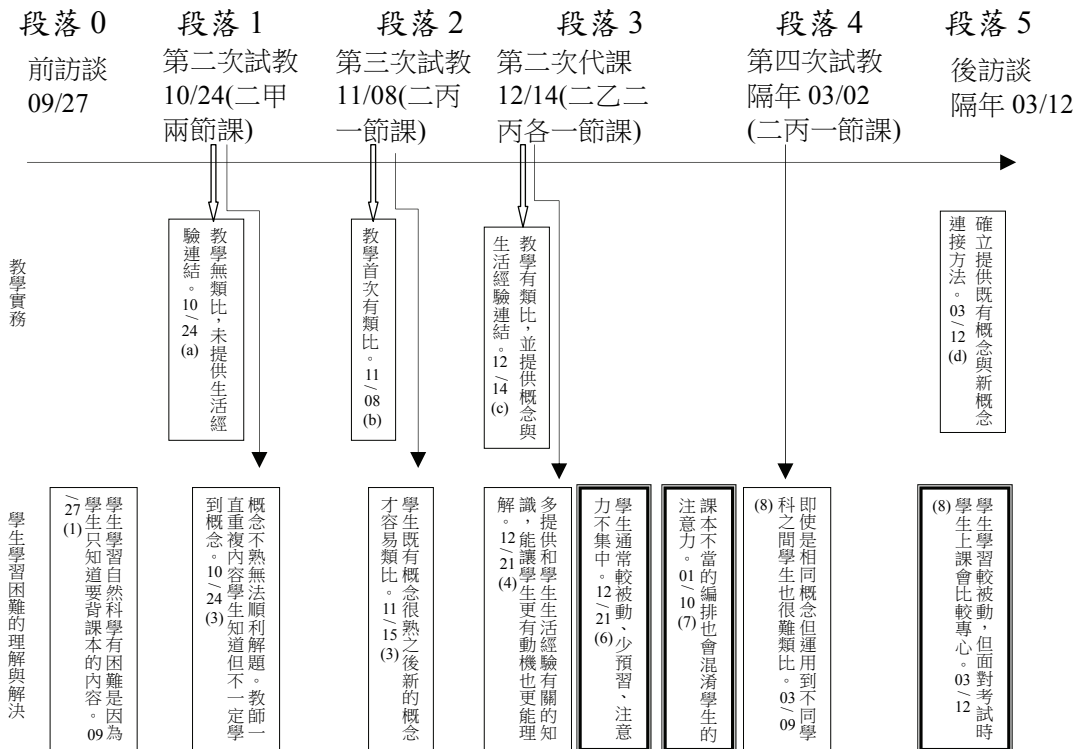 段落 0
段落 1
段落 2
段落 3
段落 4
段落 5
前訪談
09/27
第二次試教
10/24(二甲
兩節課)
第三次試教
11/08(二丙
一節課)
第二次代課
12/14(二乙二
丙各一節課)
第四次試教
隔年 03/02
(二丙一節課)
後訪談
隔年 03/12
教學實務
教學無類比，未提供生活經
驗連結。10/24(a)
教學首次有類比。11/08(b)
教學有類比，並提供概念與
生活經驗連結。12/14(c)
確立提供既有概念與新概念
連接方法。03/12(d)
學生學習困難的理解與解決
學生學習自然科學有困難是因為
學生只知道要背課本的內容。09
/27(1)
概念不熟無法順利解題。教師一
直重複內容學生知道但不一定學
到概念。10/24(3)
學生既有概念很熟之後新的概念
才容易類比。11/15(3)
多提供和學生生活經驗有關的知
識，能讓學生更有動機也更能理
解。12/21(4)
學生通常較被動、少預習、注意
力不集中。12/21(6)
課本不當的編排也會混淆學生的
注意力。01/10(7)
即使是相同概念但運用到不同學
科之間學生也很難類比。03/09
(8)
學生學習較被動，但面對考試時
學生上課會比較專心。03/12
(8)